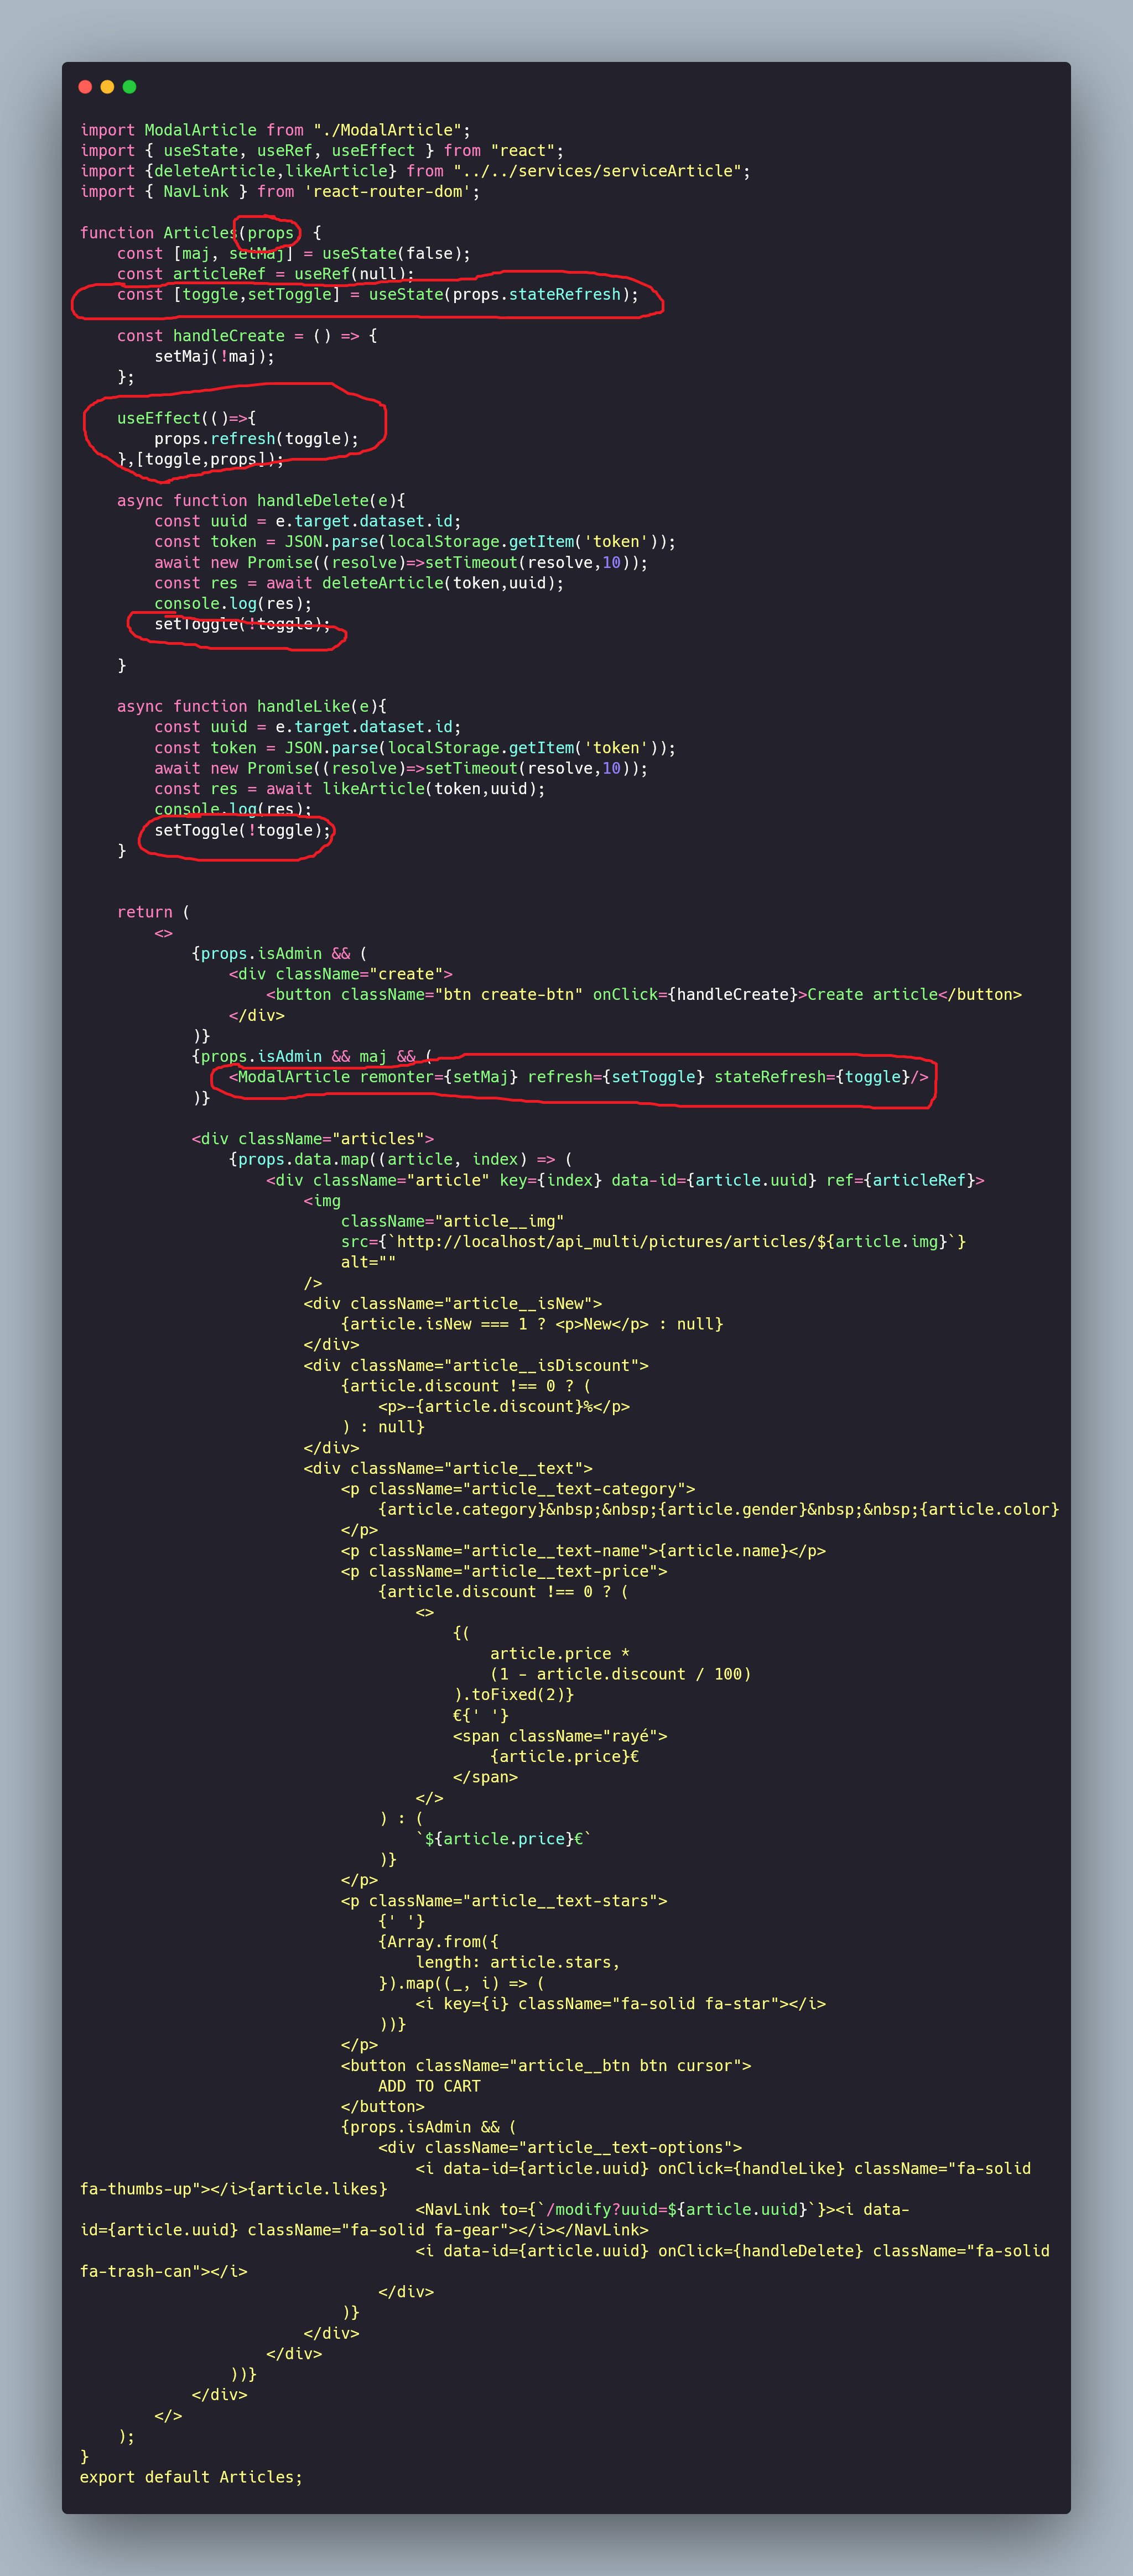 import ModalArticle from "./ModalArticle";
import { useState, useRef, useEffect } from "react";
import {deleteArticle,likeArticle} from "../../services/serviceArticle";
import { NavLink } from 'react-router-dom';

function Articles(props) {
    const [maj, setMaj] = useState(false);
    const articleRef = useRef(null);
    const [toggle,setToggle] = useState(props.stateRefresh);

    const handleCreate = () => {
        setMaj(!maj);
    };

    useEffect(()=>{
        props.refresh(toggle);
    },[toggle,props]);

    async function handleDelete(e){
        const uuid = e.target.dataset.id;
        const token = JSON.parse(localStorage.getItem('token'));
        await new Promise((resolve)=>setTimeout(resolve,10));
        const res = await deleteArticle(token,uuid);
        console.log(res);
        setToggle(!toggle);

    }

    async function handleLike(e){
        const uuid = e.target.dataset.id;
        const token = JSON.parse(localStorage.getItem('token'));
        await new Promise((resolve)=>setTimeout(resolve,10));
        const res = await likeArticle(token,uuid);
        console.log(res);
        setToggle(!toggle);
    }


    return (
        <>
            {props.isAdmin && (
                <div className="create">
                    <button className="btn create-btn" onClick={handleCreate}>Create article</button>
                </div>
            )}
            {props.isAdmin && maj && (
                <ModalArticle remonter={setMaj} refresh={setToggle} stateRefresh={toggle}/>
            )}

            <div className="articles">
                {props.data.map((article, index) => (
                    <div className="article" key={index} data-id={article.uuid} ref={articleRef}>
                        <img
                            className="article__img"
                            src={`http://localhost/api_multi/pictures/articles/${article.img}`}
                            alt=""
                        />
                        <div className="article__isNew">
                            {article.isNew === 1 ? <p>New</p> : null}
                        </div>
                        <div className="article__isDiscount">
                            {article.discount !== 0 ? (
                                <p>-{article.discount}%</p>
                            ) : null}
                        </div>
                        <div className="article__text">
                            <p className="article__text-category">
                                {article.category}&nbsp;&nbsp;{article.gender}&nbsp;&nbsp;{article.color}
                            </p>
                            <p className="article__text-name">{article.name}</p>
                            <p className="article__text-price">
                                {article.discount !== 0 ? (
                                    <>
                                        {(
                                            article.price *
                                            (1 - article.discount / 100)
                                        ).toFixed(2)}
                                        €{' '}
                                        <span className="rayé">
                                            {article.price}€
                                        </span>
                                    </>
                                ) : (
                                    `${article.price}€`
                                )}
                            </p>
                            <p className="article__text-stars">
                                {' '}
                                {Array.from({
                                    length: article.stars,
                                }).map((_, i) => (
                                    <i key={i} className="fa-solid fa-star"></i>
                                ))}
                            </p>
                            <button className="article__btn btn cursor">
                                ADD TO CART
                            </button>
                            {props.isAdmin && (
                                <div className="article__text-options">
                                    <i data-id={article.uuid} onClick={handleLike} className="fa-solid
fa-thumbs-up"></i>{article.likes}
                                    <NavLink to={`/modify?uuid=${article.uuid}`}><i data-
id={article.uuid} className="fa-solid fa-gear"></i></NavLink>
                                    <i data-id={article.uuid} onClick={handleDelete} className="fa-solid
fa-trash-can"></i>
                                </div>
                            )}
                        </div>
                    </div>
                ))}
            </div>
        </>
    );
}
export default Articles;